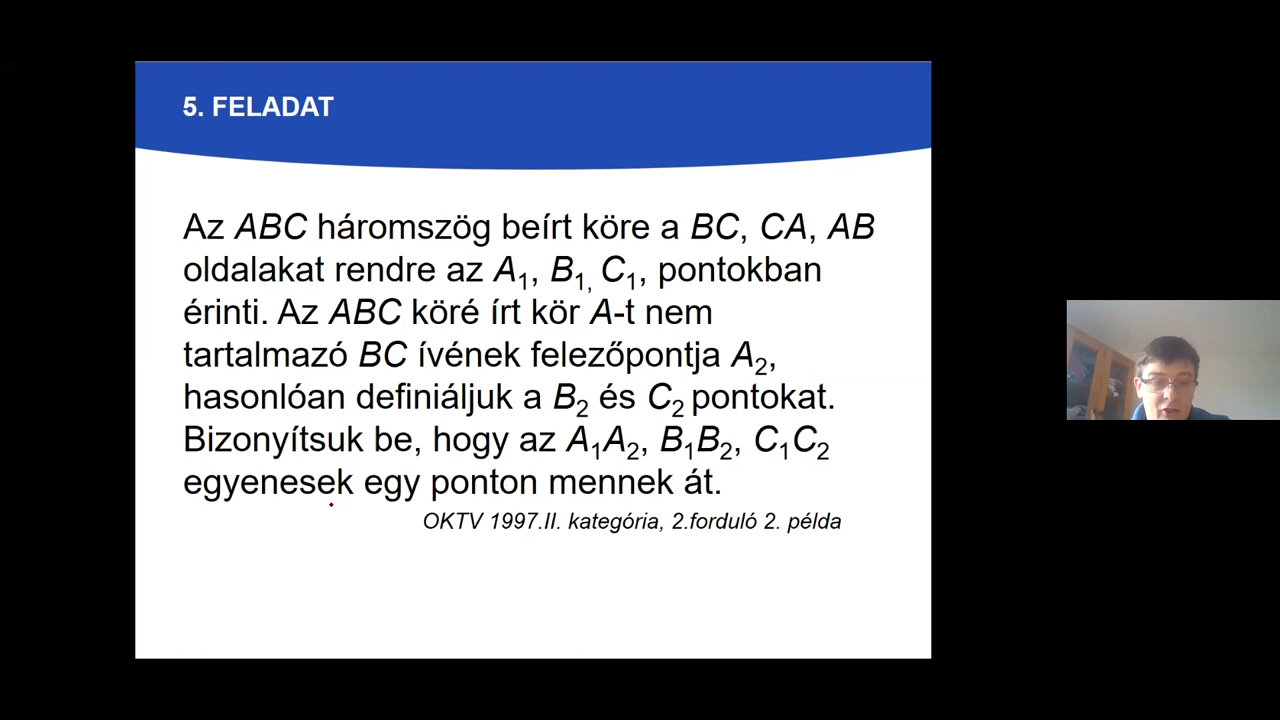 5. FELADAT
Az ABC háromszög beírt köre a BC, CA, AB
oldalakat rendre az A₁, B₁, C₁, pontokban
érinti. Az ABC köré írt kör A-t nem
tartalmazó BC ívének felezőpontja A₂,
hasonlóan definiáljuk a B₂ és C₂ pontokat.
Bizonyítsuk be, hogy az A₁A₂, B₁B₂, C₁C₂
egyenesek egy ponton mennek át.
OKTV 1997.II. kategória, 2.forduló 2. példa